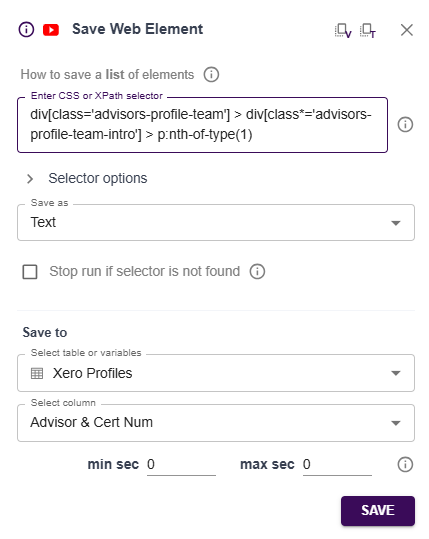 Save Web Element
V
T
How to save a list of elements
Enter CSS or XPath selector
div[class='advisors-profile-team'] > div[class*='advisors-
profile-team-intro'] > p:nth-of-type(1)
Selector options
Save as
Text
Stop run if selector is not found
Save to
Select table or variables
Xero Profiles
Select column
Advisor & Cert Num
min sec 0 max sec 0
SAVE